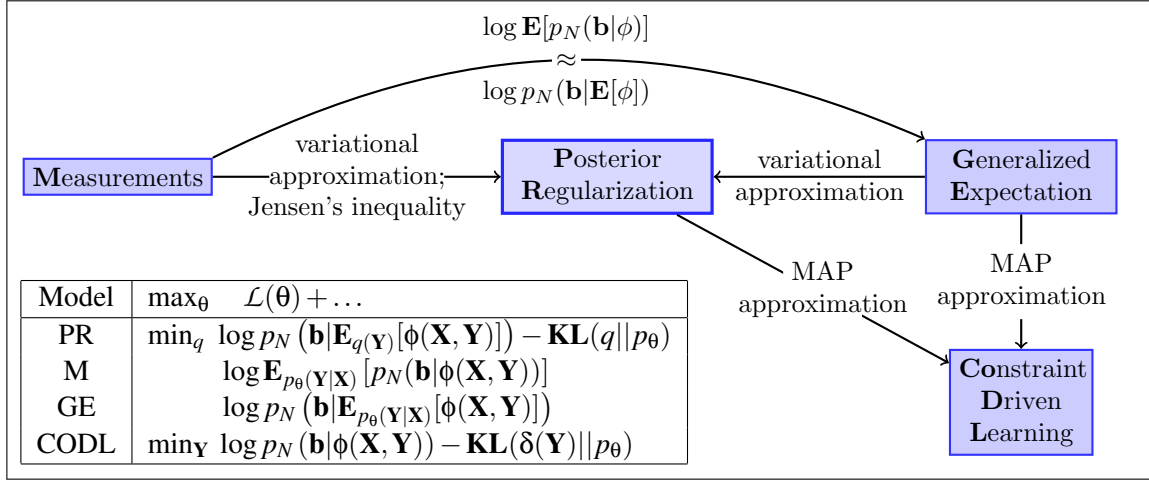 log E[p_N(b|ϕ)]
≈
log p_N(b|E[ϕ])
Measurements
variational
approximation;
Jensen's inequality
Posterior
Regularization
variational
approximation
Generalized
Expectation
MAP
approximation
MAP
approximation
Constraint
Driven
Learning
Model max_θ ℒ(θ) + …
PR min_q log p_N (b|E_{q(Y)}[ϕ(X, Y)]) − KL(q||p_θ)
M log E_{p_θ(Y|X)} [p_N(b|ϕ(X, Y))]
GE log p_N (b|E_{p_θ(Y|X)}[ϕ(X, Y)])
CODL min_Y log p_N(b|ϕ(X, Y)) − KL(δ(Y)||p_θ)